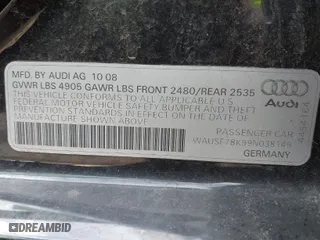 MFD. BY AUDI AG 10 08
GVWR LBS 4905 GAWR LBS FRONT 2480/REAR 2535
THIS VEHICLE CONFORMS TO ALL APPLICABLE U.S.
FEDERAL MOTOR VEHICLE SAFETY, BUMPER AND THEFT
PREVENTION STANDARDS IN EFFECT ON THE DATE OF
MANUFACTURE SHOWN ABOVE.
Audi
PASSENGER CAR
GERMANY
DRIVEBIDDER